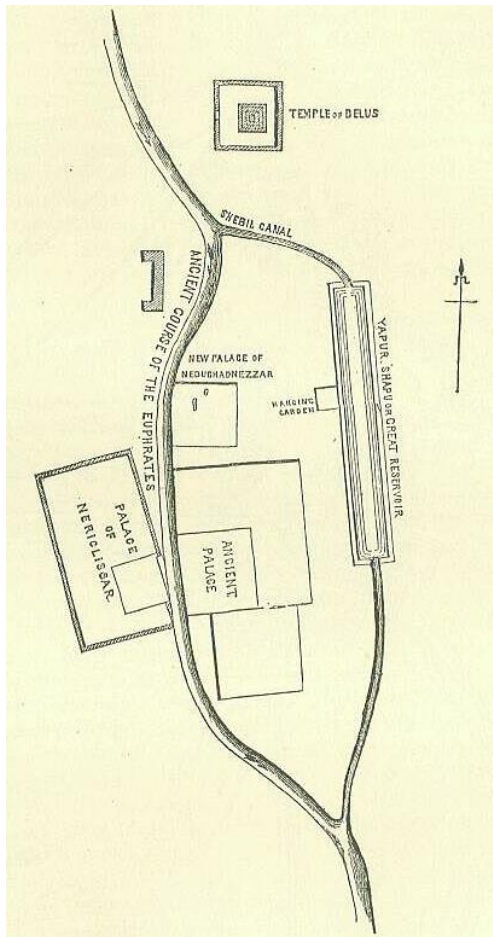 TEMPLE OF BELUS
SHEBIL CANAL
ANCIENT COURSE OF THE EUPHRATES
NEW PALACE OF
NEBUCHADNEZZAR
HANGING
GARDEN
YAPUR SHAPU OR GREAT RESERVOIR
PALACE
OF
NERICLISSAR
ANCIENT
PALACE